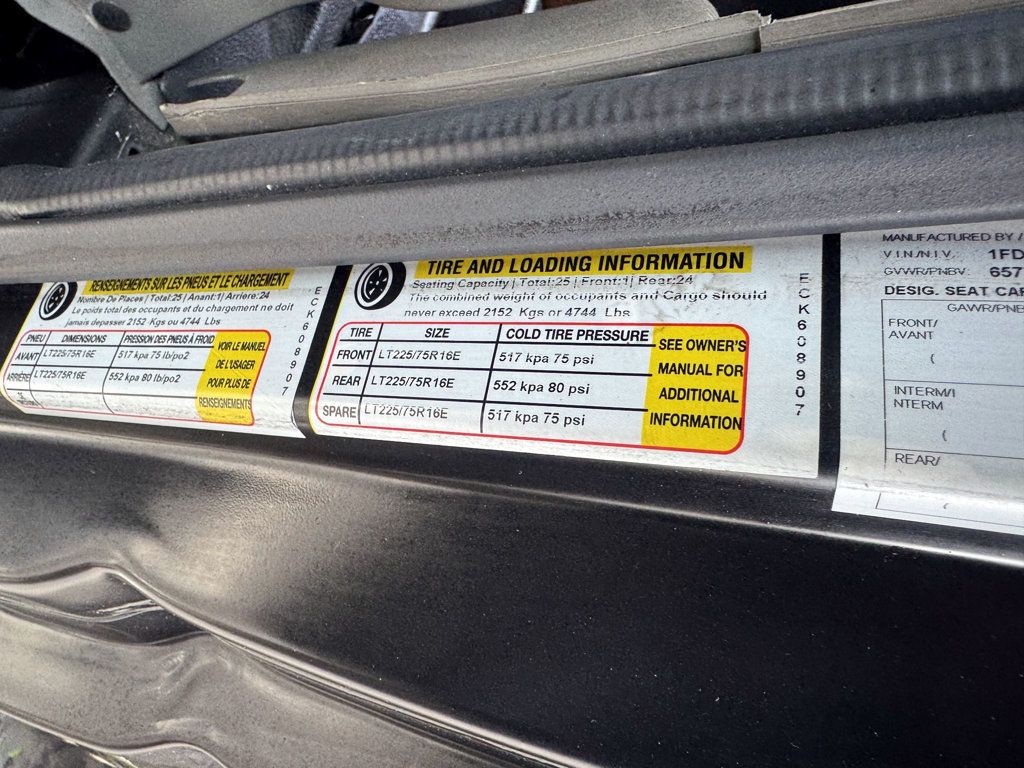 RENSEIGNEMENTS SUR LES PNEUS ET LE CHARGEMENT
Nombre De Places | Total:25 | Anant:1| Arriere:24
Le poids total des occupants et du chargement ne doit
jamais depasser 2152 Kgs ou 4744 Lbs
PNEU DIMENSIONS PRESSION DES PNEUS À FROID
AVANT LT225/75R16E 517 kpa 75 lb/po2
ARRIÈRE LT225/75R16E 552 kpa 80 lb/po2
VOIR LE MANUEL
DE L'USAGER
POUR PLUS DE
RENSEIGNEMENTS
ECK608907
TIRE AND LOADING INFORMATION
Seating Capacity | Total:25 | Front:1| Rear:24
The combined weight of occupants and Cargo should
never exceed 2152 Kgs or 4744 Lbs
TIRE SIZE COLD TIRE PRESSURE
FRONT LT225/75R16E 517 kpa 75 psi
REAR LT225/75R16E 552 kpa 80 psi
SPARE LT225/75R16E 517 kpa 75 psi
SEE OWNER'S
MANUAL FOR
ADDITIONAL
INFORMATION
ECK608907
MANUFACTURED BY /
V.I.N./N.I.V. 1FD
GVWR/PNBV. 657
DESIG. SEAT CAP
GAWR/PNB
FRONT/
AVANT
(
INTERM/I
NTERM
(
REAR/
(